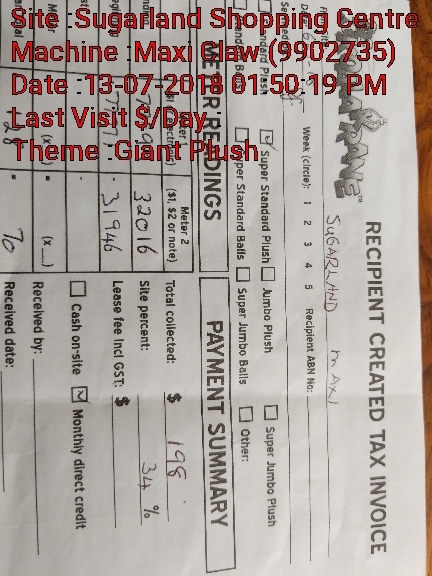 Site :Sugarland Shopping Centre
Machine :Maxi Claw (9902735)
Date :13-07-2018 01:50:19 PM
Last Visit $/Day
Theme :Giant Plush
RECIPIENT CREATED TAX INVOICE
SUGARLAND MAXI
Week (circle): 1 2 3 4 5 Recipient ABN No:
Super Standard Plush Jumbo Plush Super Jumbo Plush
Super Standard Balls Super Jumbo Balls Other:
METER READINGS
PAYMENT SUMMARY
Meter 2
($1, $2 or note)
32016
31946
70
Total collected: $ 198
Site percent: 34 %
Lease fee Incl GST: $
Cash on-site Monthly direct credit
Received by:
Received date: